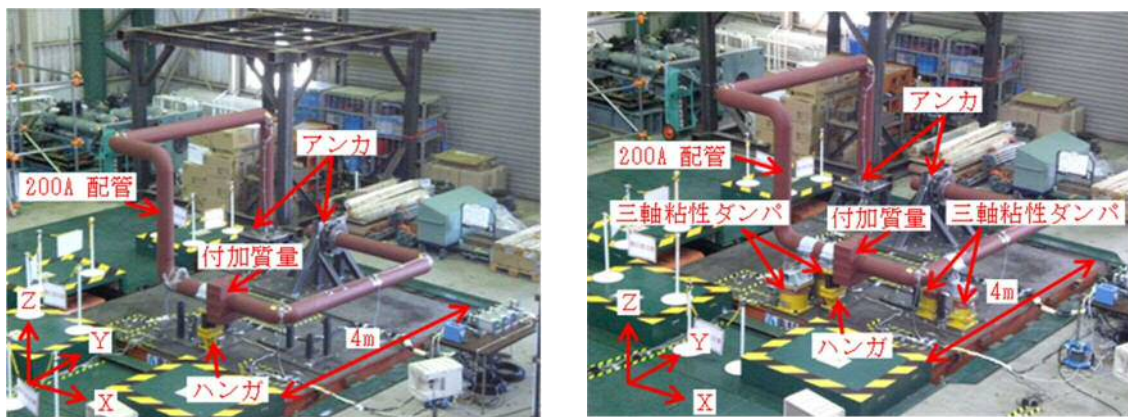 アンカ
200A 配管
付加質量
Z
Y
4m
X
ハンガ
アンカ
200A 配管
三軸粘性ダンパ
付加質量
三軸粘性ダンパ
Z
4m
Y
ハンガ
X